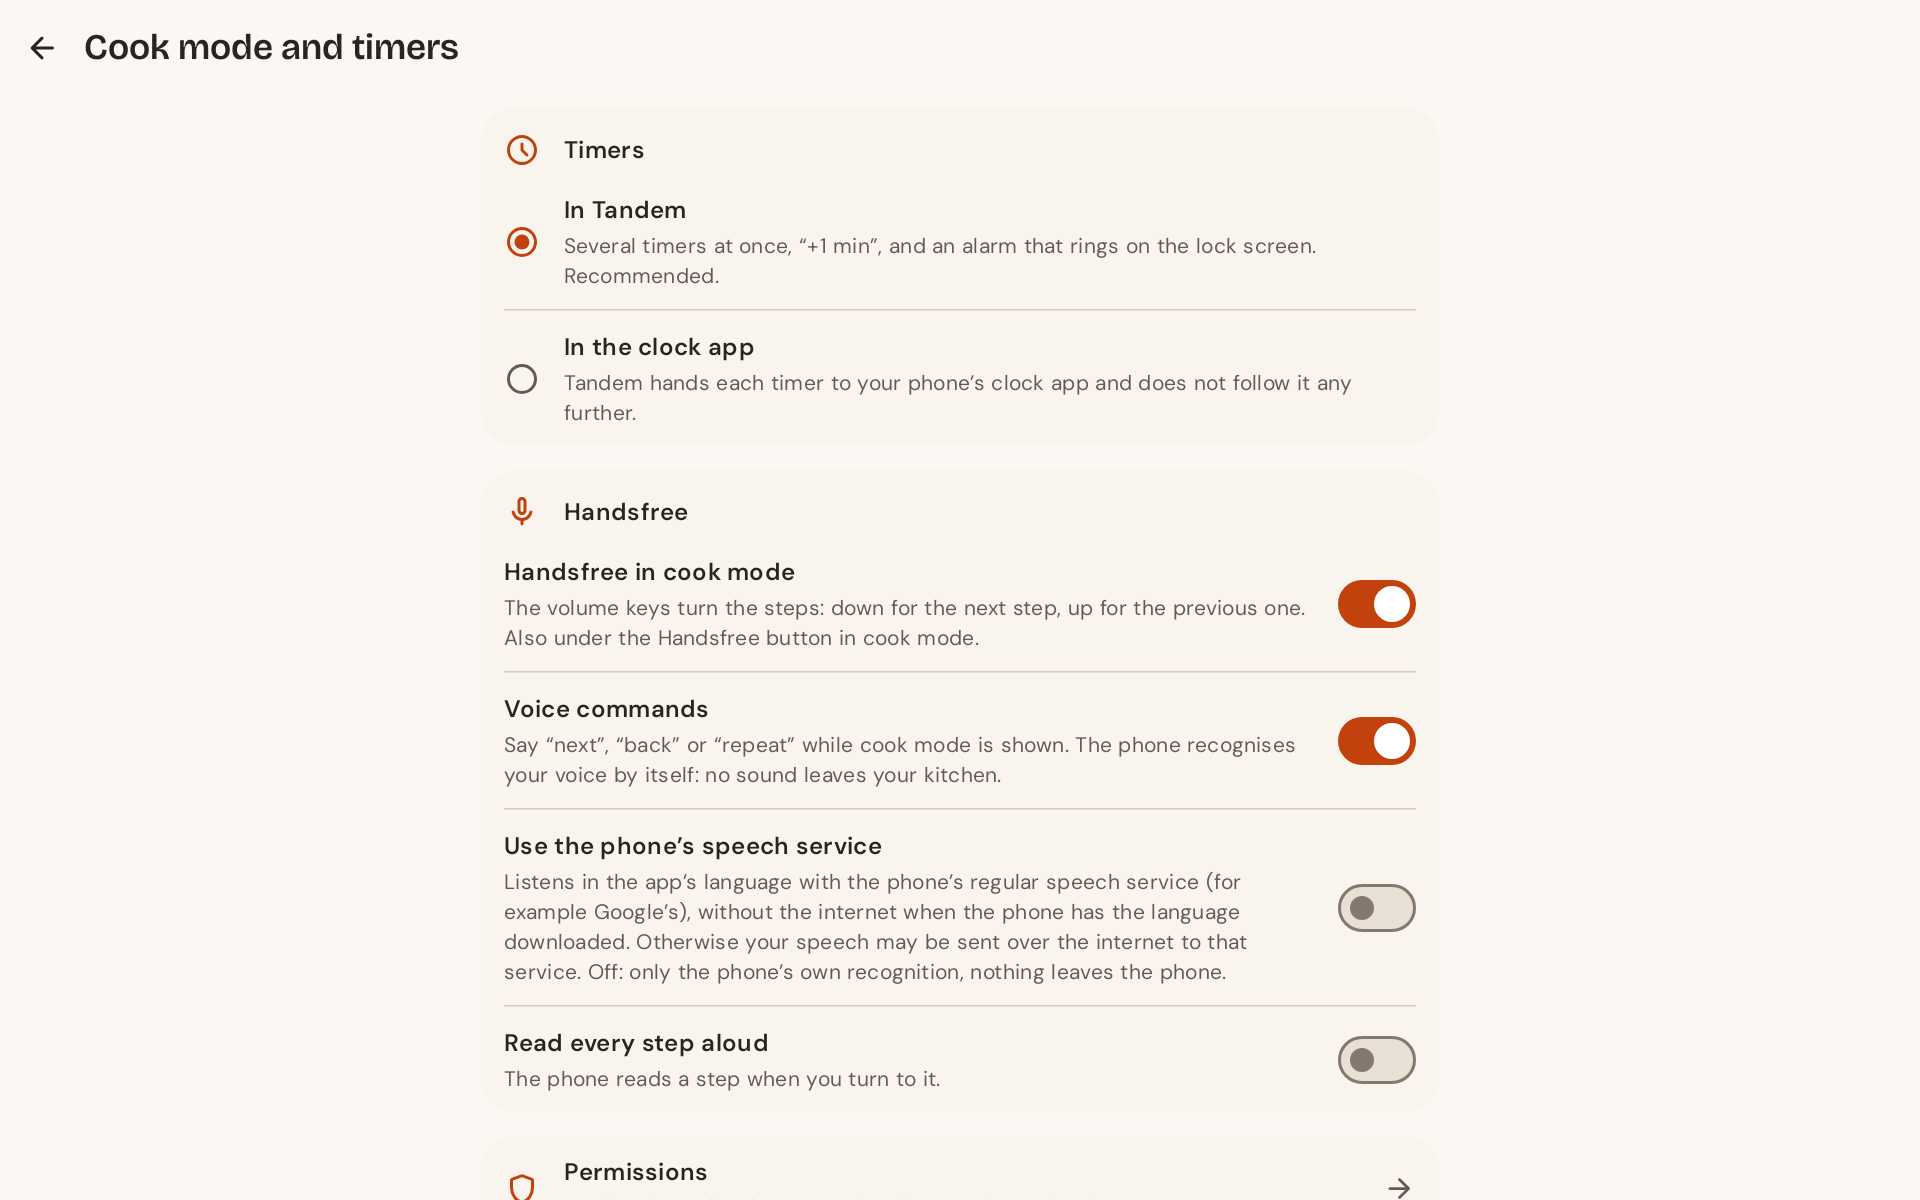 Cook mode and timers
Timers
In Tandem
Several timers at once, “+1 min”, and an alarm that rings on the lock screen.
Recommended.
In the clock app
Tandem hands each timer to your phone’s clock app and does not follow it any
further.
Handsfree
Handsfree in cook mode
The volume keys turn the steps: down for the next step, up for the previous one.
Also under the Handsfree button in cook mode.
Voice commands
Say “next”, “back” or “repeat” while cook mode is shown. The phone recognises
your voice by itself: no sound leaves your kitchen.
Use the phone’s speech service
Listens in the app’s language with the phone’s regular speech service (for
example Google’s), without the internet when the phone has the language
downloaded. Otherwise your speech may be sent over the internet to that
service. Off: only the phone’s own recognition, nothing leaves the phone.
Read every step aloud
The phone reads a step when you turn to it.
Permissions